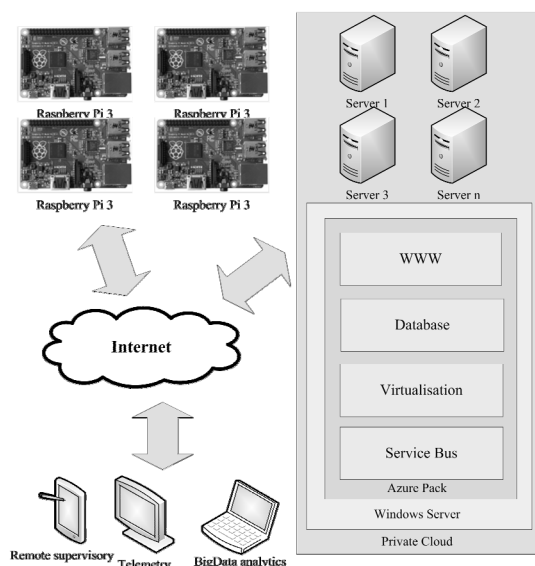 Raspberry Pi 3
Raspberry Pi 3
Raspberry Pi 3
Raspberry Pi 3
Internet
Remote supervisory
Telemetry
BigData analytics
Server 1
Server 2
Server 3
Server n
WWW
Database
Virtualisation
Service Bus
Azure Pack
Windows Server
Private Cloud